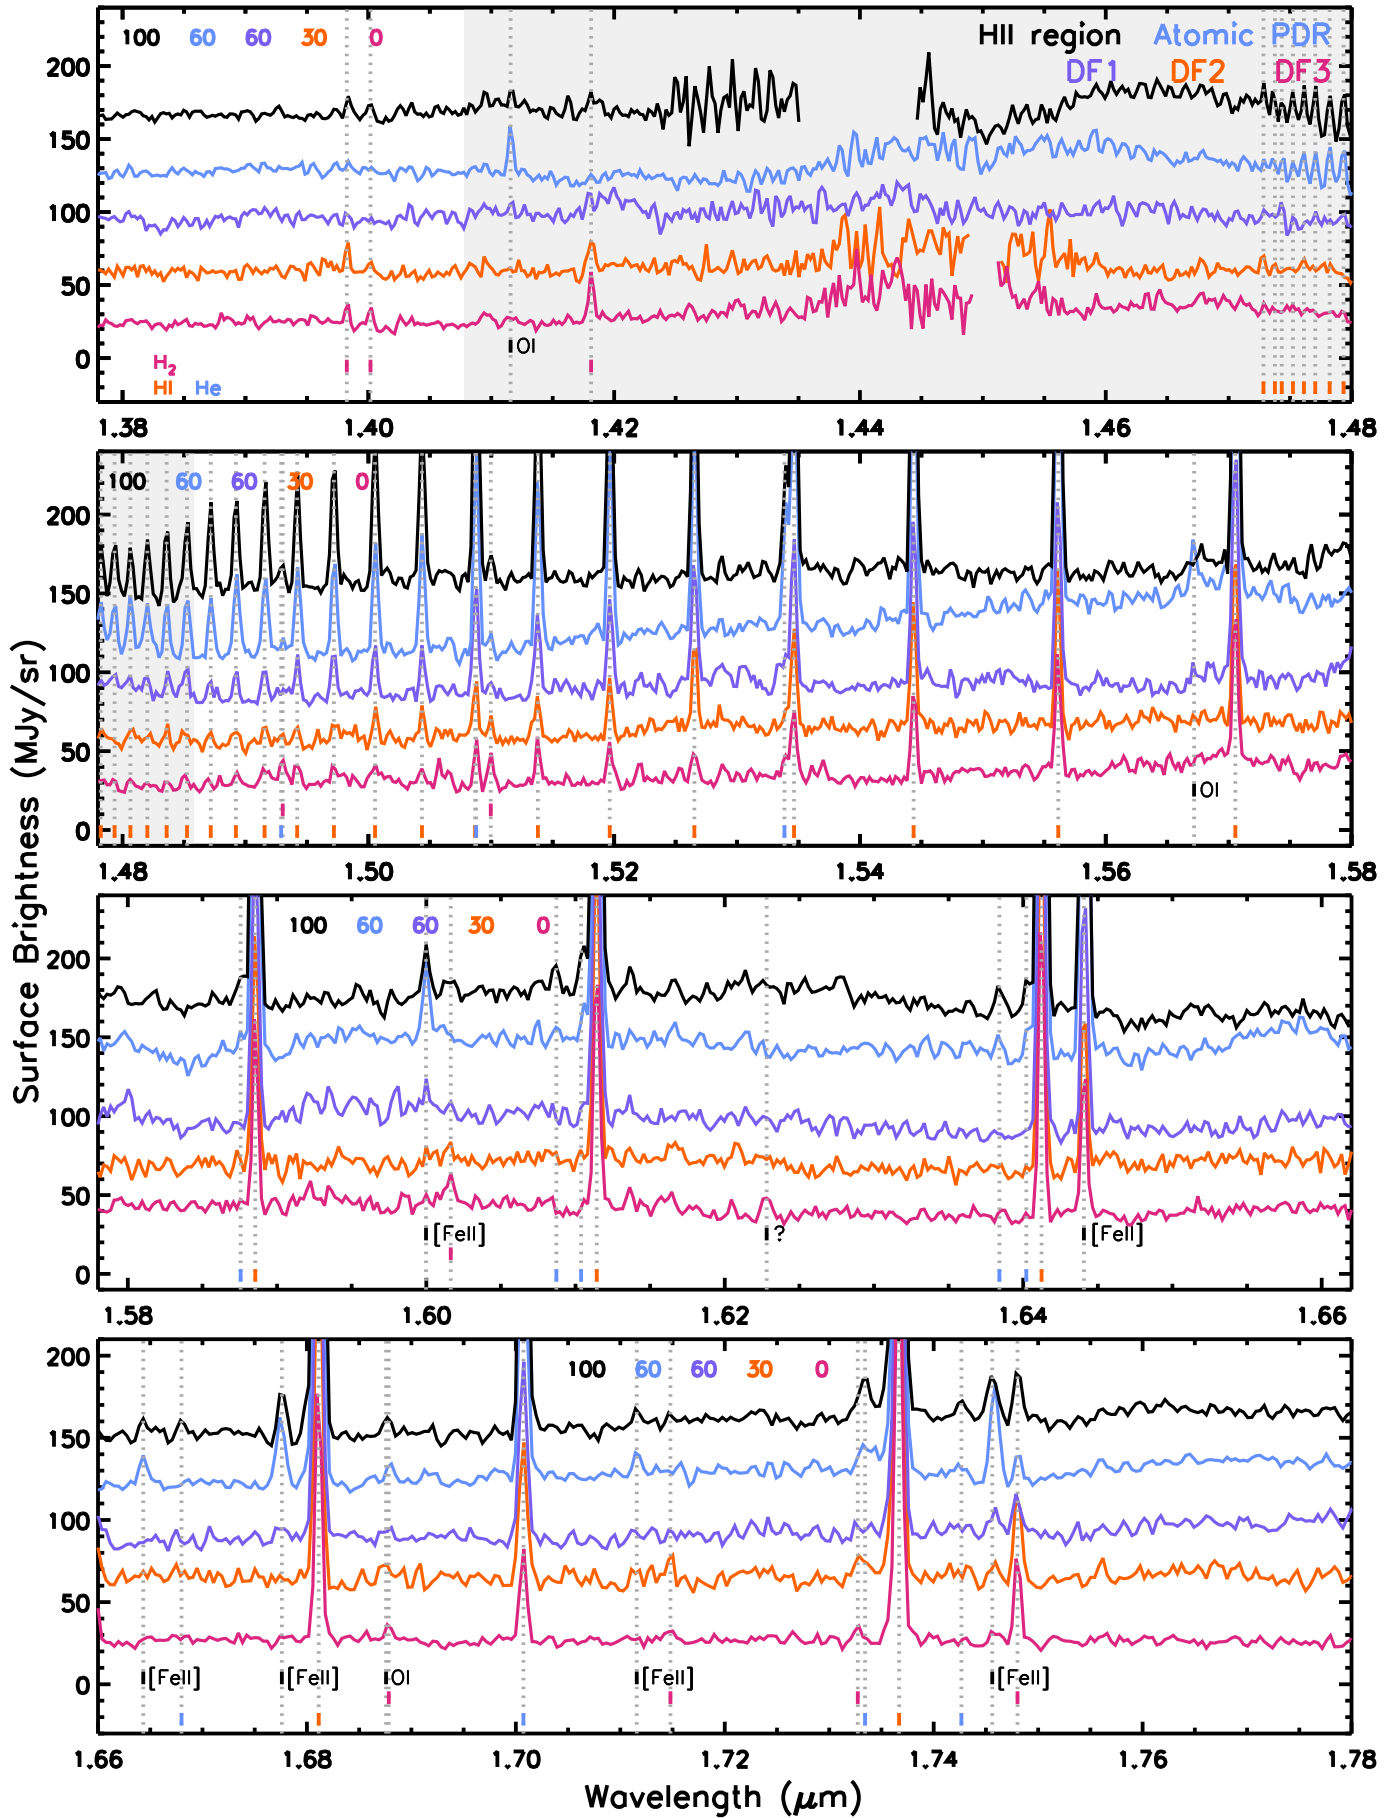 100 60 60 30 0 HII region Atomic PDR
DF1 DF2 DF3
200
150
100
50
0
OI
H2
HI He
1.38 1.40 1.42 1.44 1.46 1.48
100 60 60 30 0
200
150
100
50
0
OI
1.48 1.50 1.52 1.54 1.56 1.58
Surface Brightness (MJy/sr)
100 60 60 30 0
200
150
100
50
0
[FeII] ? [FeII]
1.58 1.60 1.62 1.64 1.66
100 60 60 30 0
200
150
100
50
0
[FeII] [FeII] OI [FeII] [FeII]
1.66 1.68 1.70 1.72 1.74 1.76 1.78
Wavelength (μm)